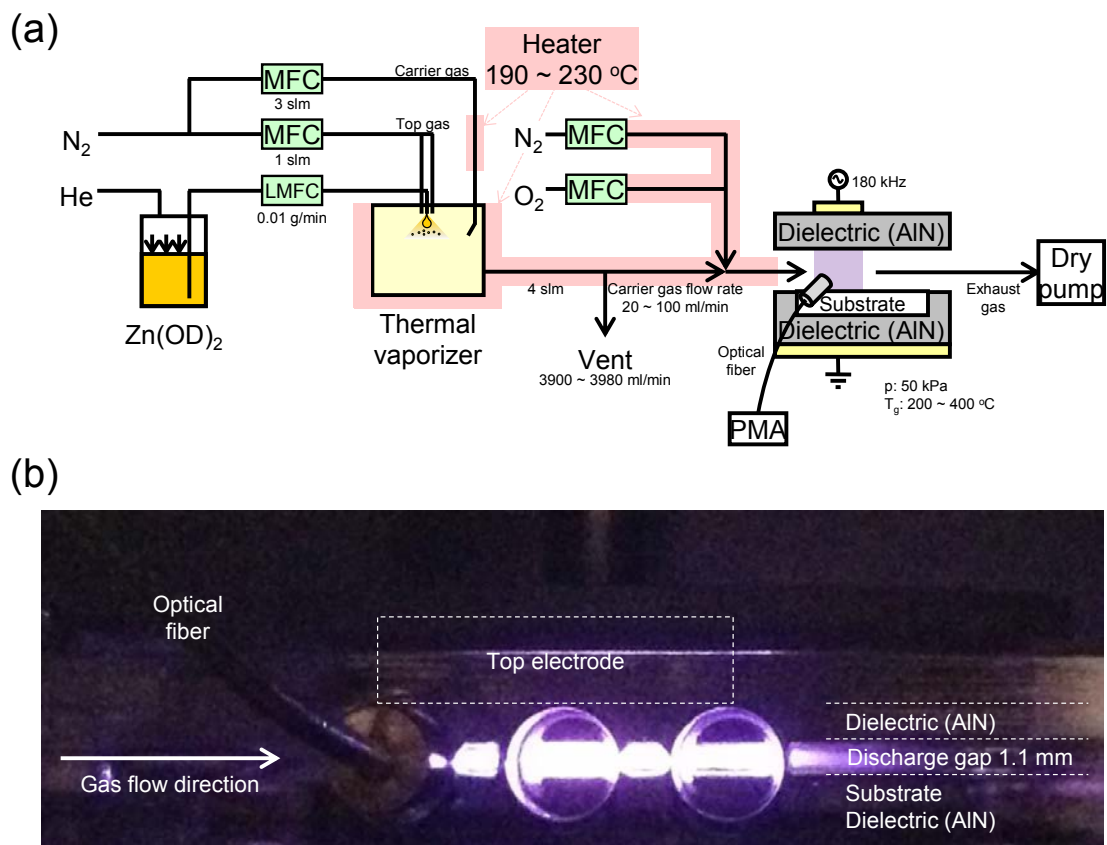 (a)
Heater
190 ~ 230 °C
MFC
3 slm
Carrier gas
N2
MFC
1 slm
Top gas
He
LMFC
0.01 g/min
Zn(OD)2
Thermal
vaporizer
N2
MFC
O2
MFC
4 slm
Carrier gas flow rate
20 ~ 100 ml/min
Vent
3900 ~ 3980 ml/min
180 kHz
Dielectric (AlN)
Substrate
Dielectric (AlN)
Optical
fiber
PMA
Exhaust
gas
Dry
pump
p: 50 kPa
Tg: 200 ~ 400 °C
(b)
Optical
fiber
Top electrode
Gas flow direction
Dielectric (AlN)
Discharge gap 1.1 mm
Substrate
Dielectric (AlN)